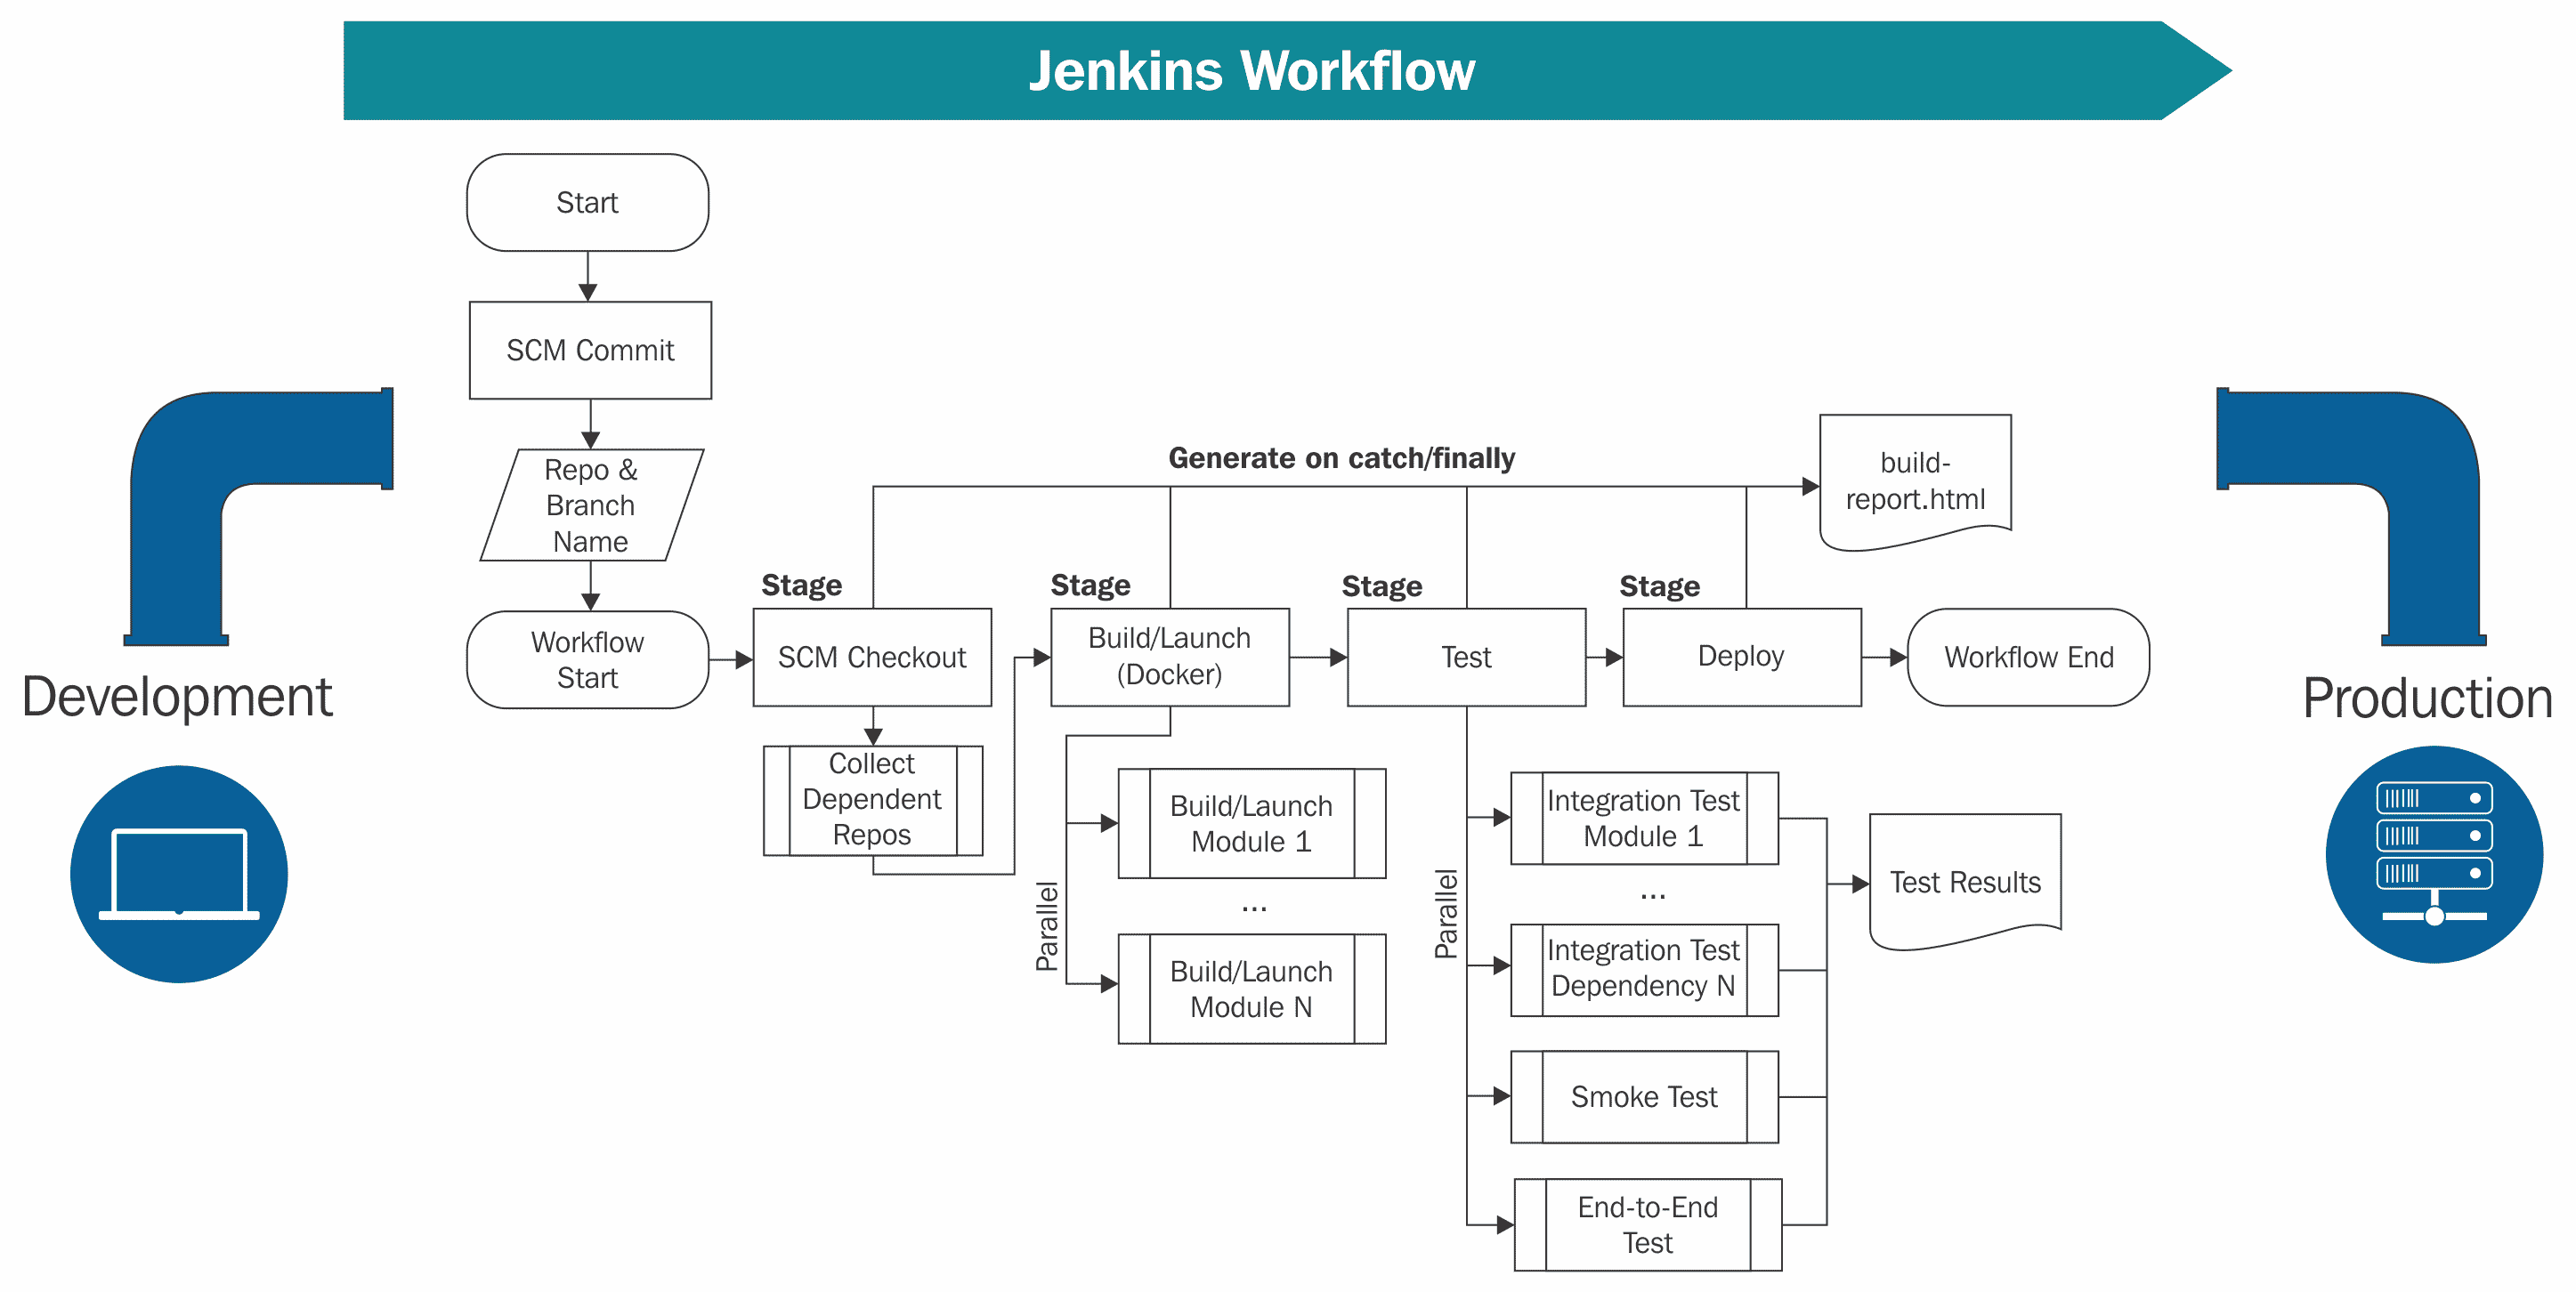 Jenkins Workflow
Start
SCM Commit
Repo &
Branch
Name
Workflow
Start
Development
Generate on catch/finally
build-
report.html
Stage
SCM Checkout
Collect
Dependent
Repos
Stage
Build/Launch
(Docker)
Parallel
Build/Launch
Module 1
...
Build/Launch
Module N
Stage
Test
Parallel
Integration Test
Module 1
...
Integration Test
Dependency N
Smoke Test
End-to-End
Test
Test Results
Stage
Deploy
Workflow End
Production